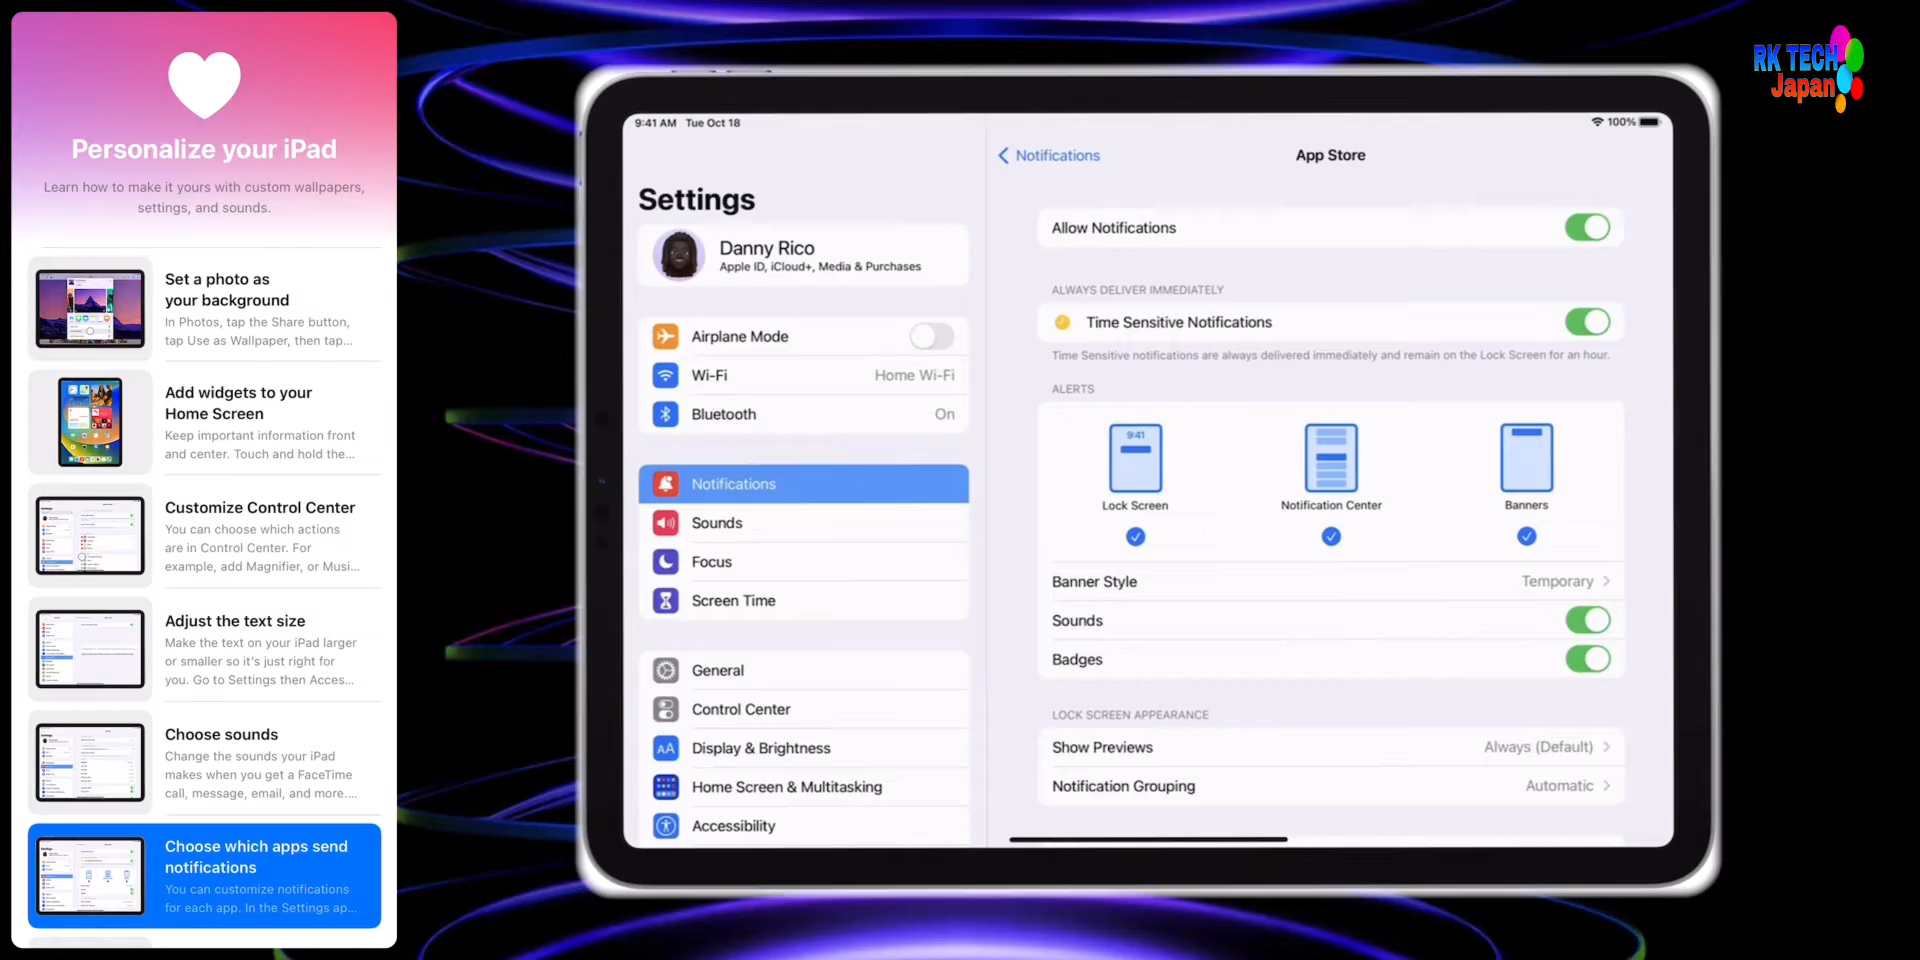 Personalize your iPad
Learn how to make it yours with custom wallpapers,
settings, and sounds.
Set a photo as
your background
In Photos, tap the Share button,
tap Use as Wallpaper, then tap...
Add widgets to your
Home Screen
Keep important information front
and center. Touch and hold the...
Customize Control Center
You can choose which actions
are in Control Center. For
example, add Magnifier, or Musi...
Adjust the text size
Make the text on your iPad larger
or smaller so it's just right for
you. Go to Settings then Acces...
Choose sounds
Change the sounds your iPad
makes when you get a FaceTime
call, message, email, and more....
Choose which apps send
notifications
You can customize notifications
for each app. In the Settings ap...
9:41 AM Tue Oct 18
100%
Settings
Danny Rico
Apple ID, iCloud+, Media & Purchases
Airplane Mode
Wi-Fi Home Wi-Fi
Bluetooth On
Notifications
Sounds
Focus
Screen Time
General
Control Center
AA Display & Brightness
Home Screen & Multitasking
Accessibility
Notifications
App Store
Allow Notifications
ALWAYS DELIVER IMMEDIATELY
Time Sensitive Notifications
Time Sensitive notifications are always delivered immediately and remain on the Lock Screen for an hour.
ALERTS
9:41
Lock Screen Notification Center Banners
Banner Style Temporary
Sounds
Badges
LOCK SCREEN APPEARANCE
Show Previews Always (Default)
Notification Grouping Automatic
RK TECH
Japan